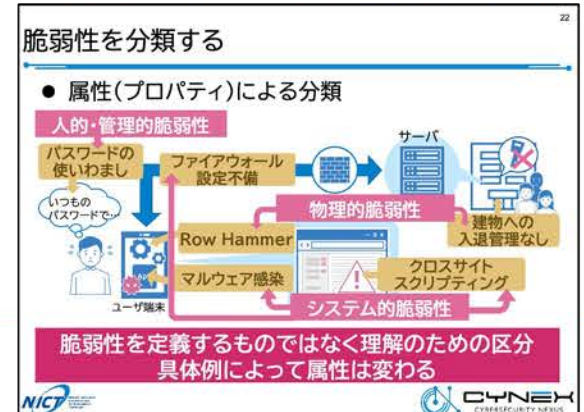 22
脆弱性を分類する
● 属性(プロパティ)による分類
人的・管理的脆弱性
パスワードの
使いわまし
ファイアウォール
設定不備
サーバ
いつもの
パスワードで…
物理的脆弱性
建物への
入退管理なし
Row Hammer
マルウェア感染
クロスサイト
スクリプティング
ユーザ端末
システム的脆弱性
脆弱性を定義するものではなく理解のための区分
具体例によって属性は変わる
NICT
CYNEX
CYBERSECURITY NEXUS